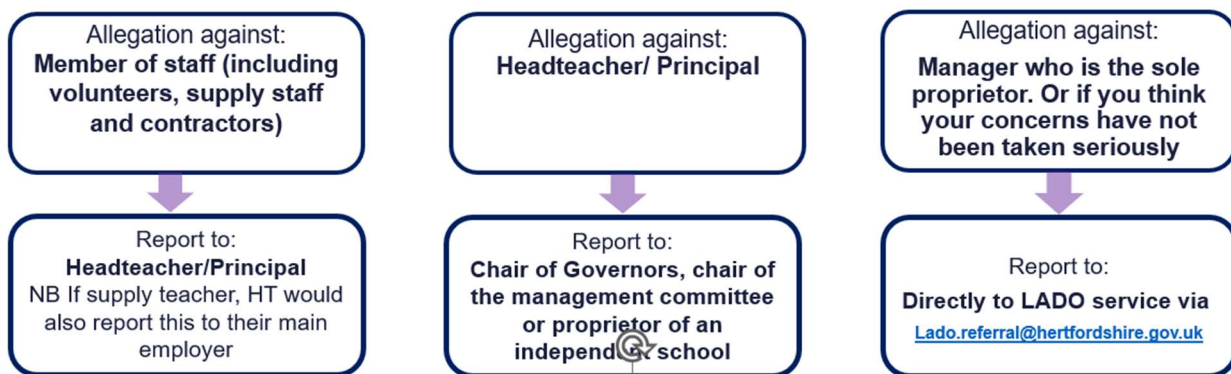 Allegation against:
Member of staff (including
volunteers, supply staff
and contractors)
Report to:
Headteacher/Principal
NB If supply teacher, HT would
also report this to their main
employer
Allegation against:
Headteacher/ Principal
Report to:
Chair of Governors, chair of
the management committee
or proprietor of an
independent school
Allegation against:
Manager who is the sole
proprietor. Or if you think
your concerns have not
been taken seriously
Report to:
Directly to LADO service via
Lado.referral@hertfordshire.gov.uk